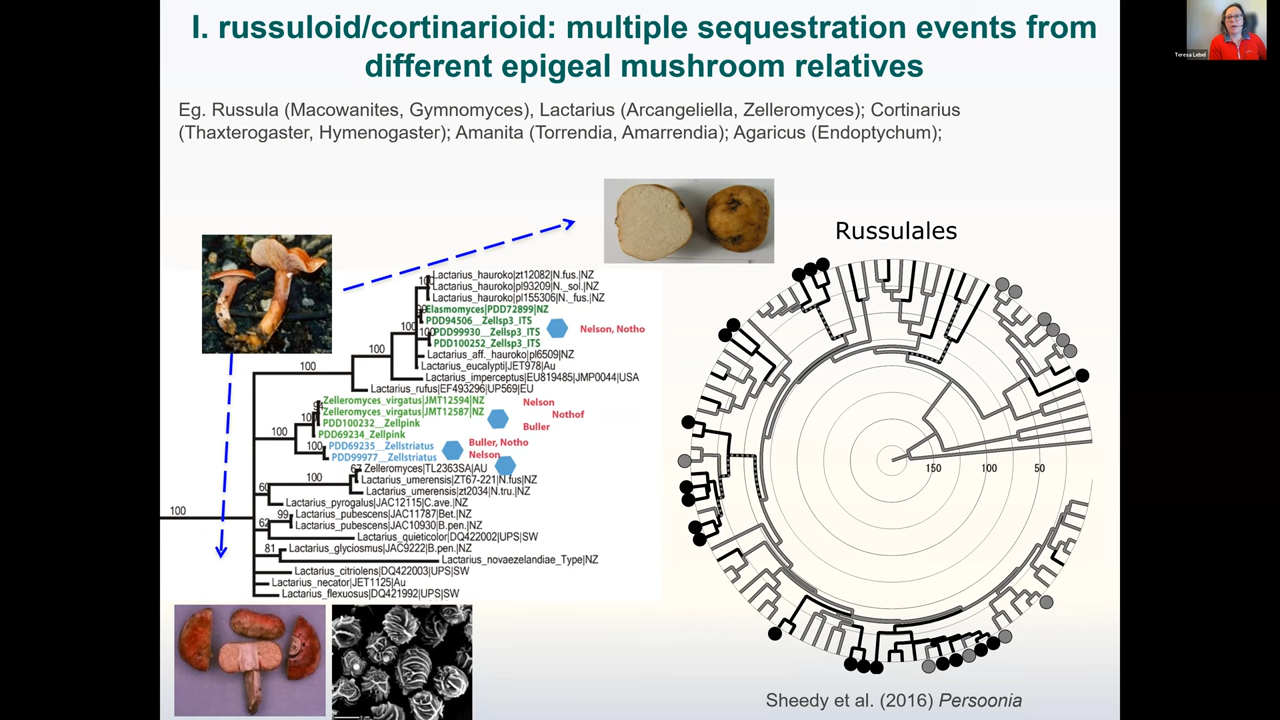 I. russuloid/cortinarioid: multiple sequestration events from
different epigeal mushroom relatives
Teresa Lebel
Eg. Russula (Macowanites, Gymnomyces), Lactarius (Arcangeliella, Zelleromyces); Cortinarius
(Thaxterogaster, Hymenogaster); Amanita (Torrendia, Amarrendia); Agaricus (Endoptychum);
Russulales
Lactarius_hauroko|zt12082|N.fus.|NZ
Lactarius_hauroko|pl93209|N._sol.|NZ
Lactarius_hauroko|pl155306|N._fus.|NZ
Elasmomyces|PDD72899|NZ
PDD94506__Zellsp3_ITS
PDD99930__Zellsp3_ITS
PDD100252_Zellsp3_ITS
Nelson, Notho
Lactarius_aff._hauroko|pl6509|NZ
Lactarius_eucalypti|JET978|Au
Lactarius_imperceptus|EU819485|JMP0044|USA
Lactarius_rufus|EF493296|UP569|EU
100
100
100
100
Zelleromyces_virgatus|JMT12594|NZ
Zelleromyces_virgatus|JMT12587|NZ
PDD100232__Zellpink
PDD69234_Zellpink
Nelson
Nothof
Buller
PDD69235__Zellstriatus
PDD99977__Zellstriatus
Buller, Notho
Nelson
100
100
Zelleromyces|TL2363SA|AU
Lactarius_umerensis|ZT67-221|N.fus|NZ
Lactarius_umerensis|zt2034|N.tru.|NZ
Lactarius_pyrogalus|JAC12115|C.ave.|NZ
Lactarius_pubescens|JAC11787|Bet.|NZ
Lactarius_pubescens|JAC10930|B.pen.|NZ
Lactarius_quieticolor|DQ422002|UPS|SW
Lactarius_glyciosmus|JAC9222|B.pen.|NZ
Lactarius_novaezelandiae_Type|NZ
Lactarius_citriolens|DQ422003|UPS|SW
Lactarius_necator|JET1125|Au
Lactarius_flexuosus|DQ421992|UPS|SW
67
100
60
99
62
81
100
150 100 50
Sheedy et al. (2016) Persoonia